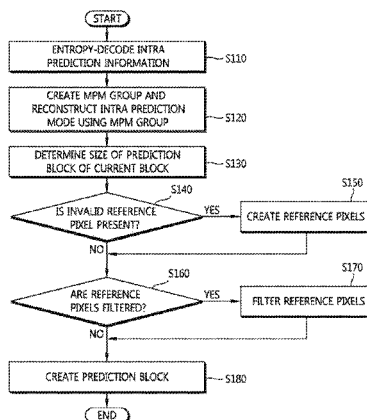 START
ENTROPY-DECODE INTRA
PREDICTION INFORMATION
S110
CREATE MPM GROUP AND
RECONSTRUCT INTRA PREDICTION
MODE USING MPM GROUP
S120
DETERMINE SIZE OF PREDICTION
BLOCK OF CURRENT BLOCK
S130
S140
IS INVALID REFERENCE
PIXEL PRESENT?
YES
S150
CREATE REFERENCE PIXELS
NO
S160
ARE REFERENCE
PIXELS FILTERED?
YES
S170
FILTER REFERENCE PIXELS
NO
CREATE PREDICTION BLOCK
S180
END